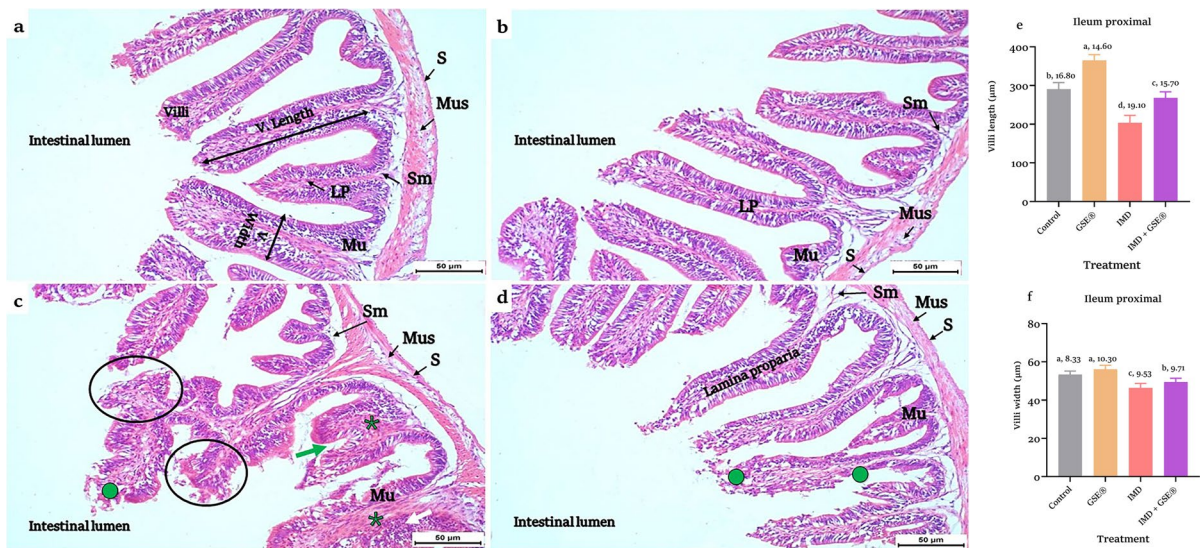 a
S
Mus
Villi
V. Length
Intestinal lumen
Sm
LP
V. Width
Mu
50 µm
b
Sm
Intestinal lumen
LP
Mus
Mu
S
50 µm
c
Sm
Mus
S
*
Mu
*
Intestinal lumen
50 µm
d
Sm
Mus
S
Lamina proparia
Mu
Intestinal lumen
50 µm
e
Ileum proximal
Villi length (µm)
400
300
200
100
0
b, 16.80
a, 14.60
d, 19.10
c, 15.70
Control
GSE®
IMD
IMD + GSE®
Treatment
f
Ileum proximal
Villi width (µm)
80
60
40
20
0
a, 8.33
a, 10.30
c, 9.53
b, 9.71
Control
GSE®
IMD
IMD + GSE®
Treatment